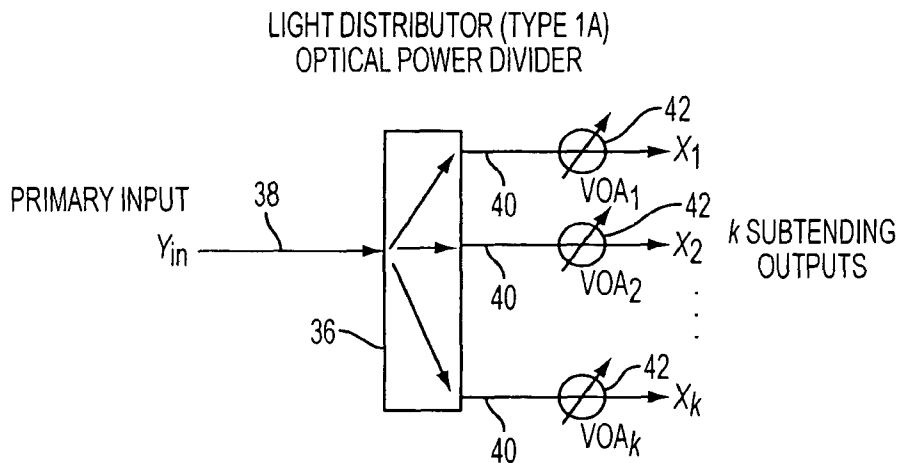 LIGHT DISTRIBUTOR (TYPE 1A)
OPTICAL POWER DIVIDER
42
X1
40
VOA1
PRIMARY INPUT
38
Yin
42
X2
40
VOA2
k SUBTENDING
OUTPUTS
36
42
Xk
40
VOAk